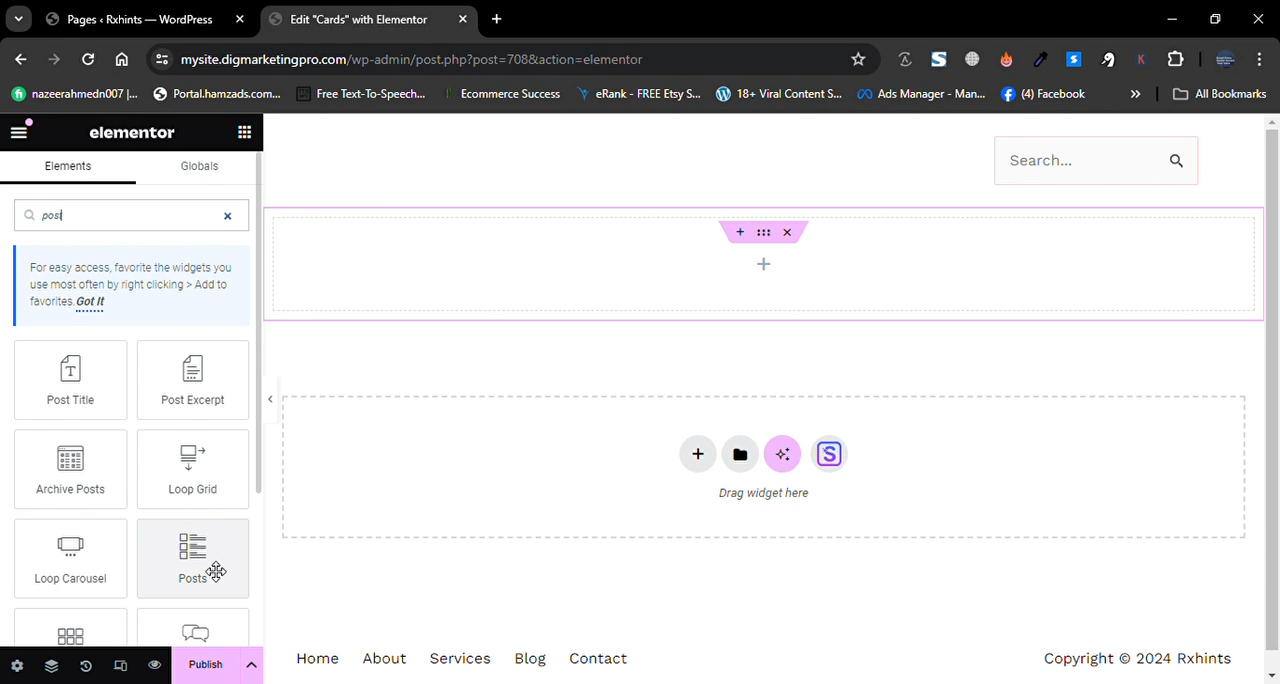 Pages ‹ Rxhints — WordPress
Edit "Cards" with Elementor
mysite.digmarketingpro.com/wp-admin/post.php?post=708&action=elementor
nazeerahmedn007 |...
Portal.hamzads.com...
Free Text-To-Speech...
Ecommerce Success
eRank - FREE Etsy S...
18+ Viral Content S...
Ads Manager - Man...
(4) Facebook
All Bookmarks
elementor
Elements
Globals
post
For easy access, favorite the widgets you
use most often by right clicking > Add to
favorites. Got It
Post Title
Post Excerpt
Archive Posts
Loop Grid
Loop Carousel
Posts
Publish
Search...
Drag widget here
Home
About
Services
Blog
Contact
Copyright © 2024 Rxhints